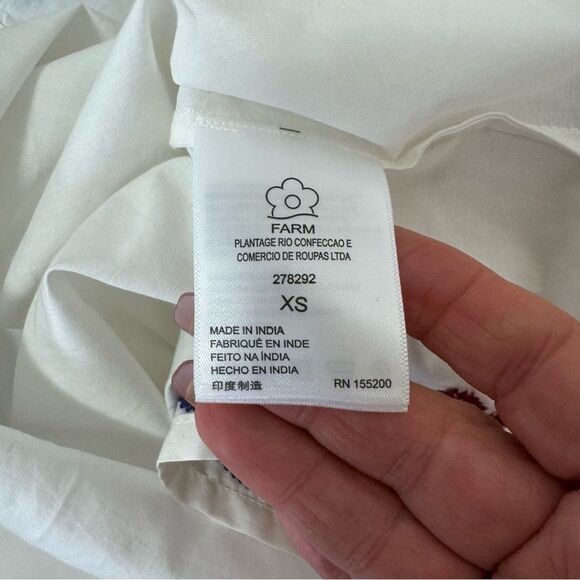 FARM
PLANTAGE RIO CONFECCAO E
COMERCIO DE ROUPAS LTDA
278292
XS
MADE IN INDIA
FABRIQUÉ EN INDE
FEITO NA ÍNDIA
HECHO EN INDIA
印度制造
RN 155200